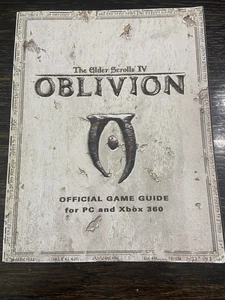 The Elder Scrolls IV
OBLIVION
OFFICIAL GAME GUIDE
for PC and Xbox 360